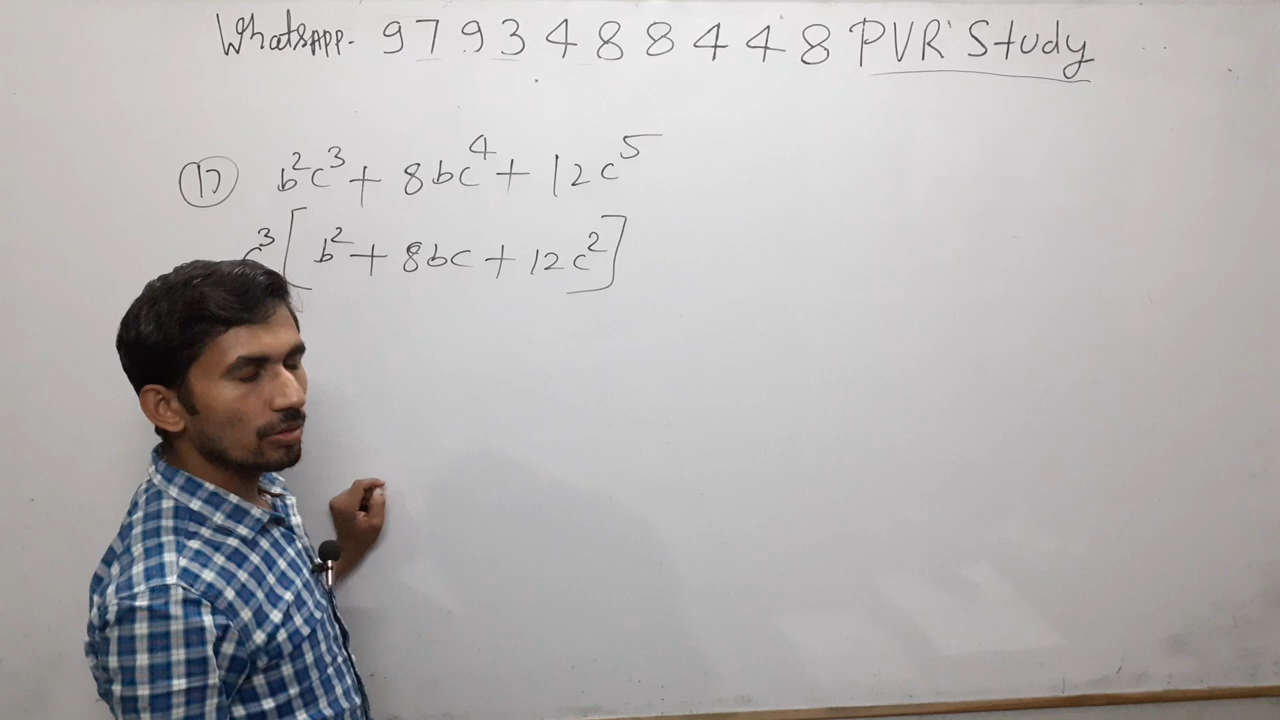 WhatsAPP. 9793488448 PVR Study
17 b²c³ + 8bc⁴ + 12c⁵
c³[b² + 8bc + 12c²]